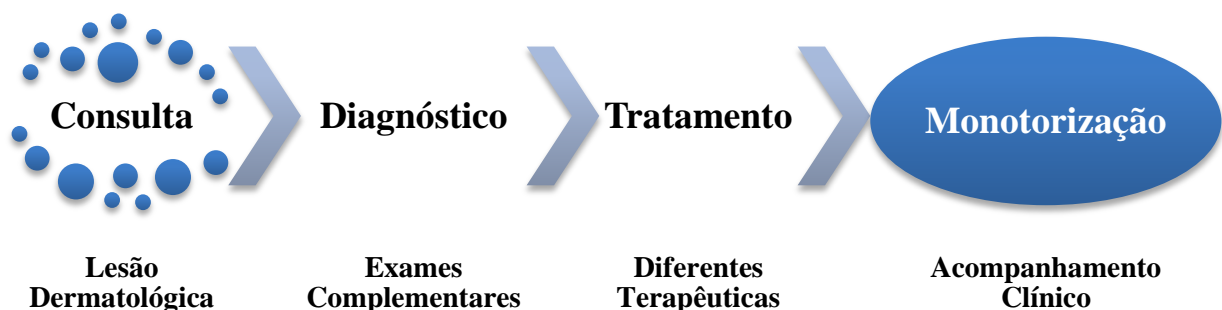 Consulta
Diagnóstico
Tratamento
Monotorização
Lesão
Dermatológica
Exames
Complementares
Diferentes
Terapêuticas
Acompanhamento
Clínico